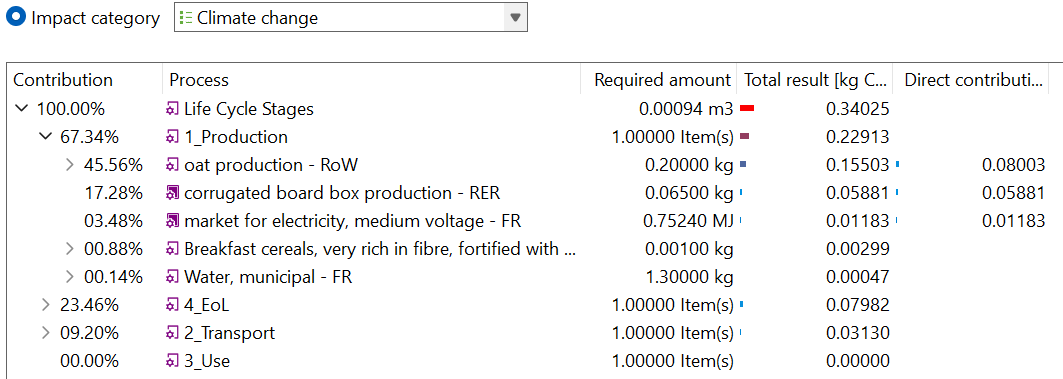 Impact category Climate change
Contribution Process Required amount Total result [kg C... Direct contributi...
100.00% Life Cycle Stages 0.00094 m3 0.34025
67.34% 1_Production 1.00000 Item(s) 0.22913
45.56% oat production - RoW 0.20000 kg 0.15503 0.08003
17.28% corrugated board box production - RER 0.06500 kg 0.05881 0.05881
03.48% market for electricity, medium voltage - FR 0.75240 MJ 0.01183 0.01183
00.88% Breakfast cereals, very rich in fibre, fortified with ... 0.00100 kg 0.00299
00.14% Water, municipal - FR 1.30000 kg 0.00047
23.46% 4_EoL 1.00000 Item(s) 0.07982
09.20% 2_Transport 1.00000 Item(s) 0.03130
00.00% 3_Use 1.00000 Item(s) 0.00000